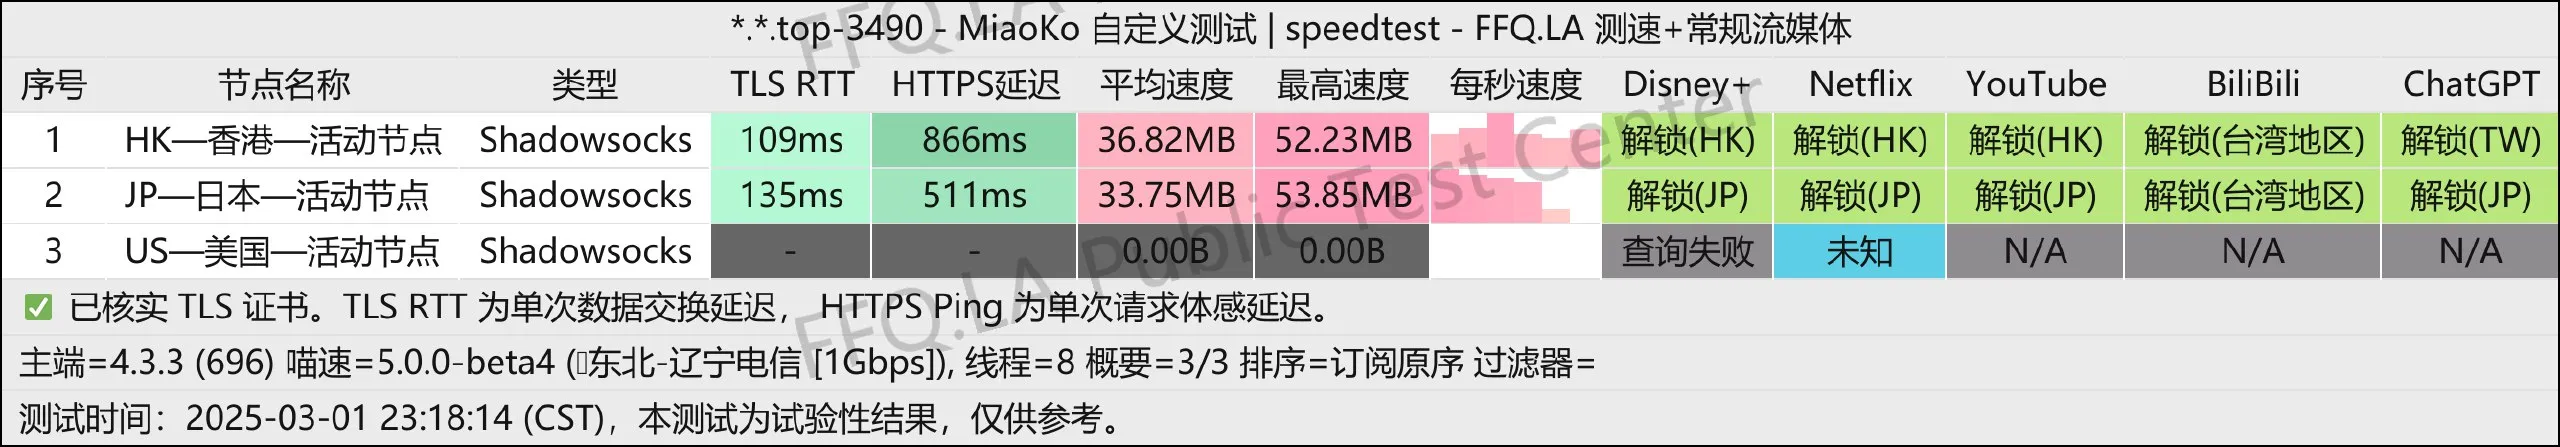 *.*.top-3490 - MiaoKo 自定义测试 | speedtest - FFQ.LA 测速+常规流媒体
序号 节点名称 类型 TLS RTT HTTPS延迟 平均速度 最高速度 每秒速度 Disney+ Netflix YouTube BiliBili ChatGPT
1 HK—香港—活动节点 Shadowsocks 109ms 866ms 36.82MB 52.23MB 解锁(HK) 解锁(HK) 解锁(HK) 解锁(台湾地区) 解锁(TW)
2 JP—日本—活动节点 Shadowsocks 135ms 511ms 33.75MB 53.85MB 解锁(JP) 解锁(JP) 解锁(JP) 解锁(台湾地区) 解锁(JP)
3 US—美国—活动节点 Shadowsocks - - 0.00B 0.00B 查询失败 未知 N/A N/A N/A
✅ 已核实 TLS 证书。TLS RTT 为单次数据交换延迟， HTTPS Ping 为单次请求体感延迟。
主端=4.3.3 (696) 喵速=5.0.0-beta4 (东北-辽宁电信 [1Gbps]), 线程=8 概要=3/3 排序=订阅原序 过滤器=
测试时间：2025-03-01 23:18:14 (CST)，本测试为试验性结果，仅供参考。
FFQ.LA Public Test Center